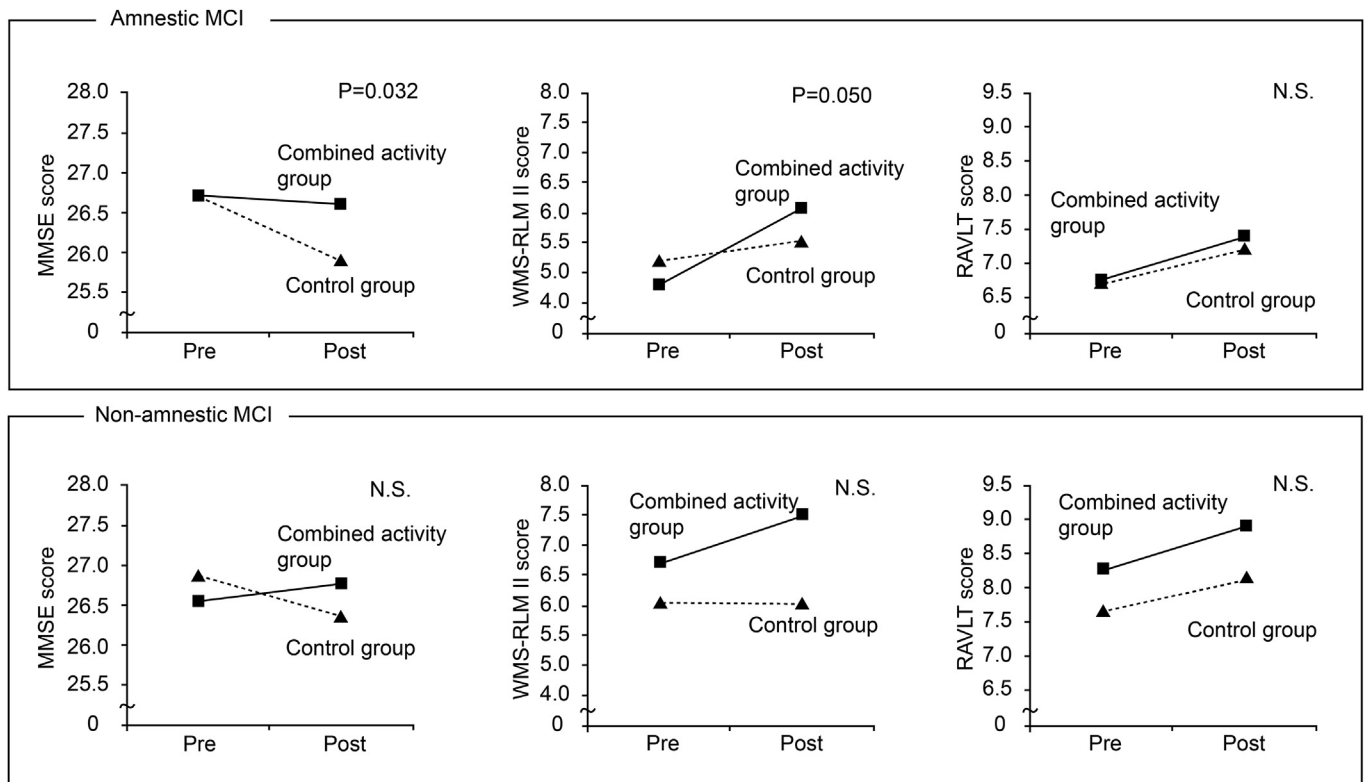 Amnestic MCI
MMSE score
28.0
27.5
27.0
26.5
26.0
25.5
0
P=0.032
Combined activity
group
Control group
Pre
Post
WMS-RLM II score
8.0
7.5
7.0
6.5
6.0
5.5
5.0
4.0
0
P=0.050
Combined activity
group
Control group
Pre
Post
RAVLT score
9.5
9.0
8.5
8.0
7.5
7.0
6.5
0
N.S.
Combined activity
group
Control group
Pre
Post
Non-amnestic MCI
MMSE score
28.0
27.5
27.0
26.5
26.0
25.5
0
N.S.
Combined activity
group
Control group
Pre
Post
WMS-RLM II score
8.0
7.5
7.0
6.5
6.0
5.5
5.0
4.0
0
N.S.
Combined activity
group
Control group
Pre
Post
RAVLT score
9.5
9.0
8.5
8.0
7.5
7.0
6.5
0
N.S.
Combined activity
group
Control group
Pre
Post